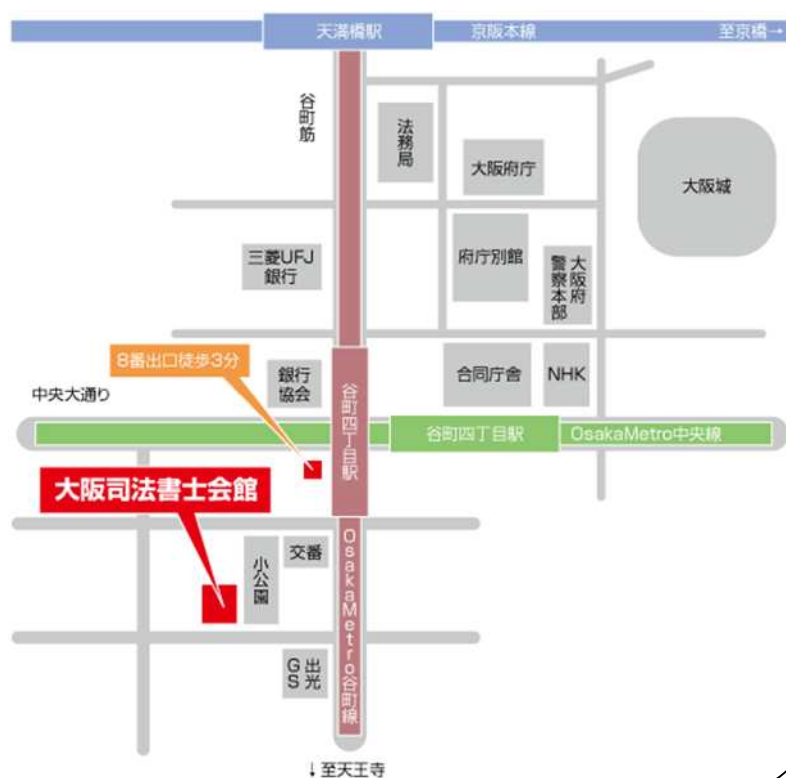 天満橋駅
京阪本線
至京橋→
谷町筋
法務局
大阪府庁
大阪城
三菱UFJ
銀行
府庁別館
大阪府
警察本部
8番出口徒歩3分
銀行
協会
谷町四丁目駅
合同庁舎
NHK
中央大通り
谷町四丁目駅
OsakaMetro中央線
大阪司法書士会館
交番
小公園
OsakaMetro谷町線
出光
GS
↓至天王寺